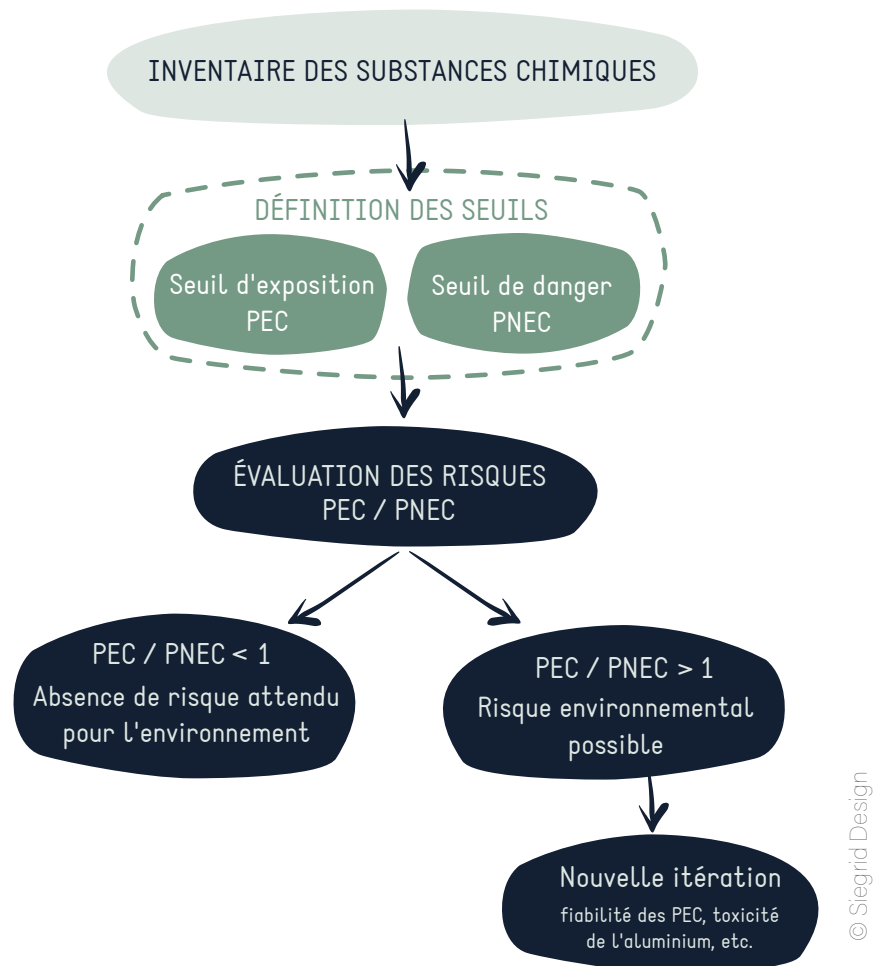 INVENTAIRE DES SUBSTANCES CHIMIQUES
DÉFINITION DES SEUILS
Seuil d'exposition
PEC
Seuil de danger
PNEC
ÉVALUATION DES RISQUES
PEC / PNEC
PEC / PNEC < 1
Absence de risque attendu
pour l'environnement
PEC / PNEC > 1
Risque environnemental
possible
Nouvelle itération
fiabilité des PEC, toxicité
de l'aluminium, etc.
© Siegrid Design